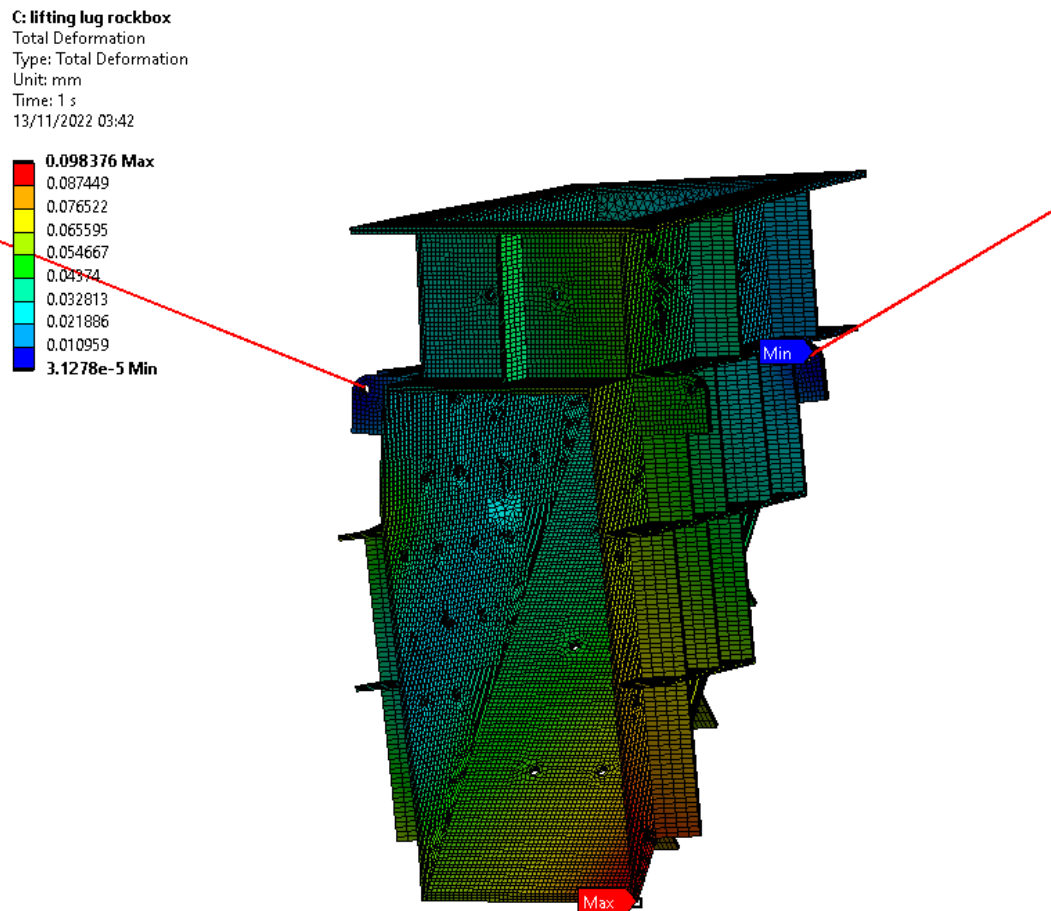 C: lifting lug rockbox
Total Deformation
Type: Total Deformation
Unit: mm
Time: 1 s
13/11/2022 03:42
0.098376 Max
0.087449
0.076522
0.065595
0.054667
0.04374
0.032813
0.021886
0.010959
3.1278e-5 Min
Min
Max